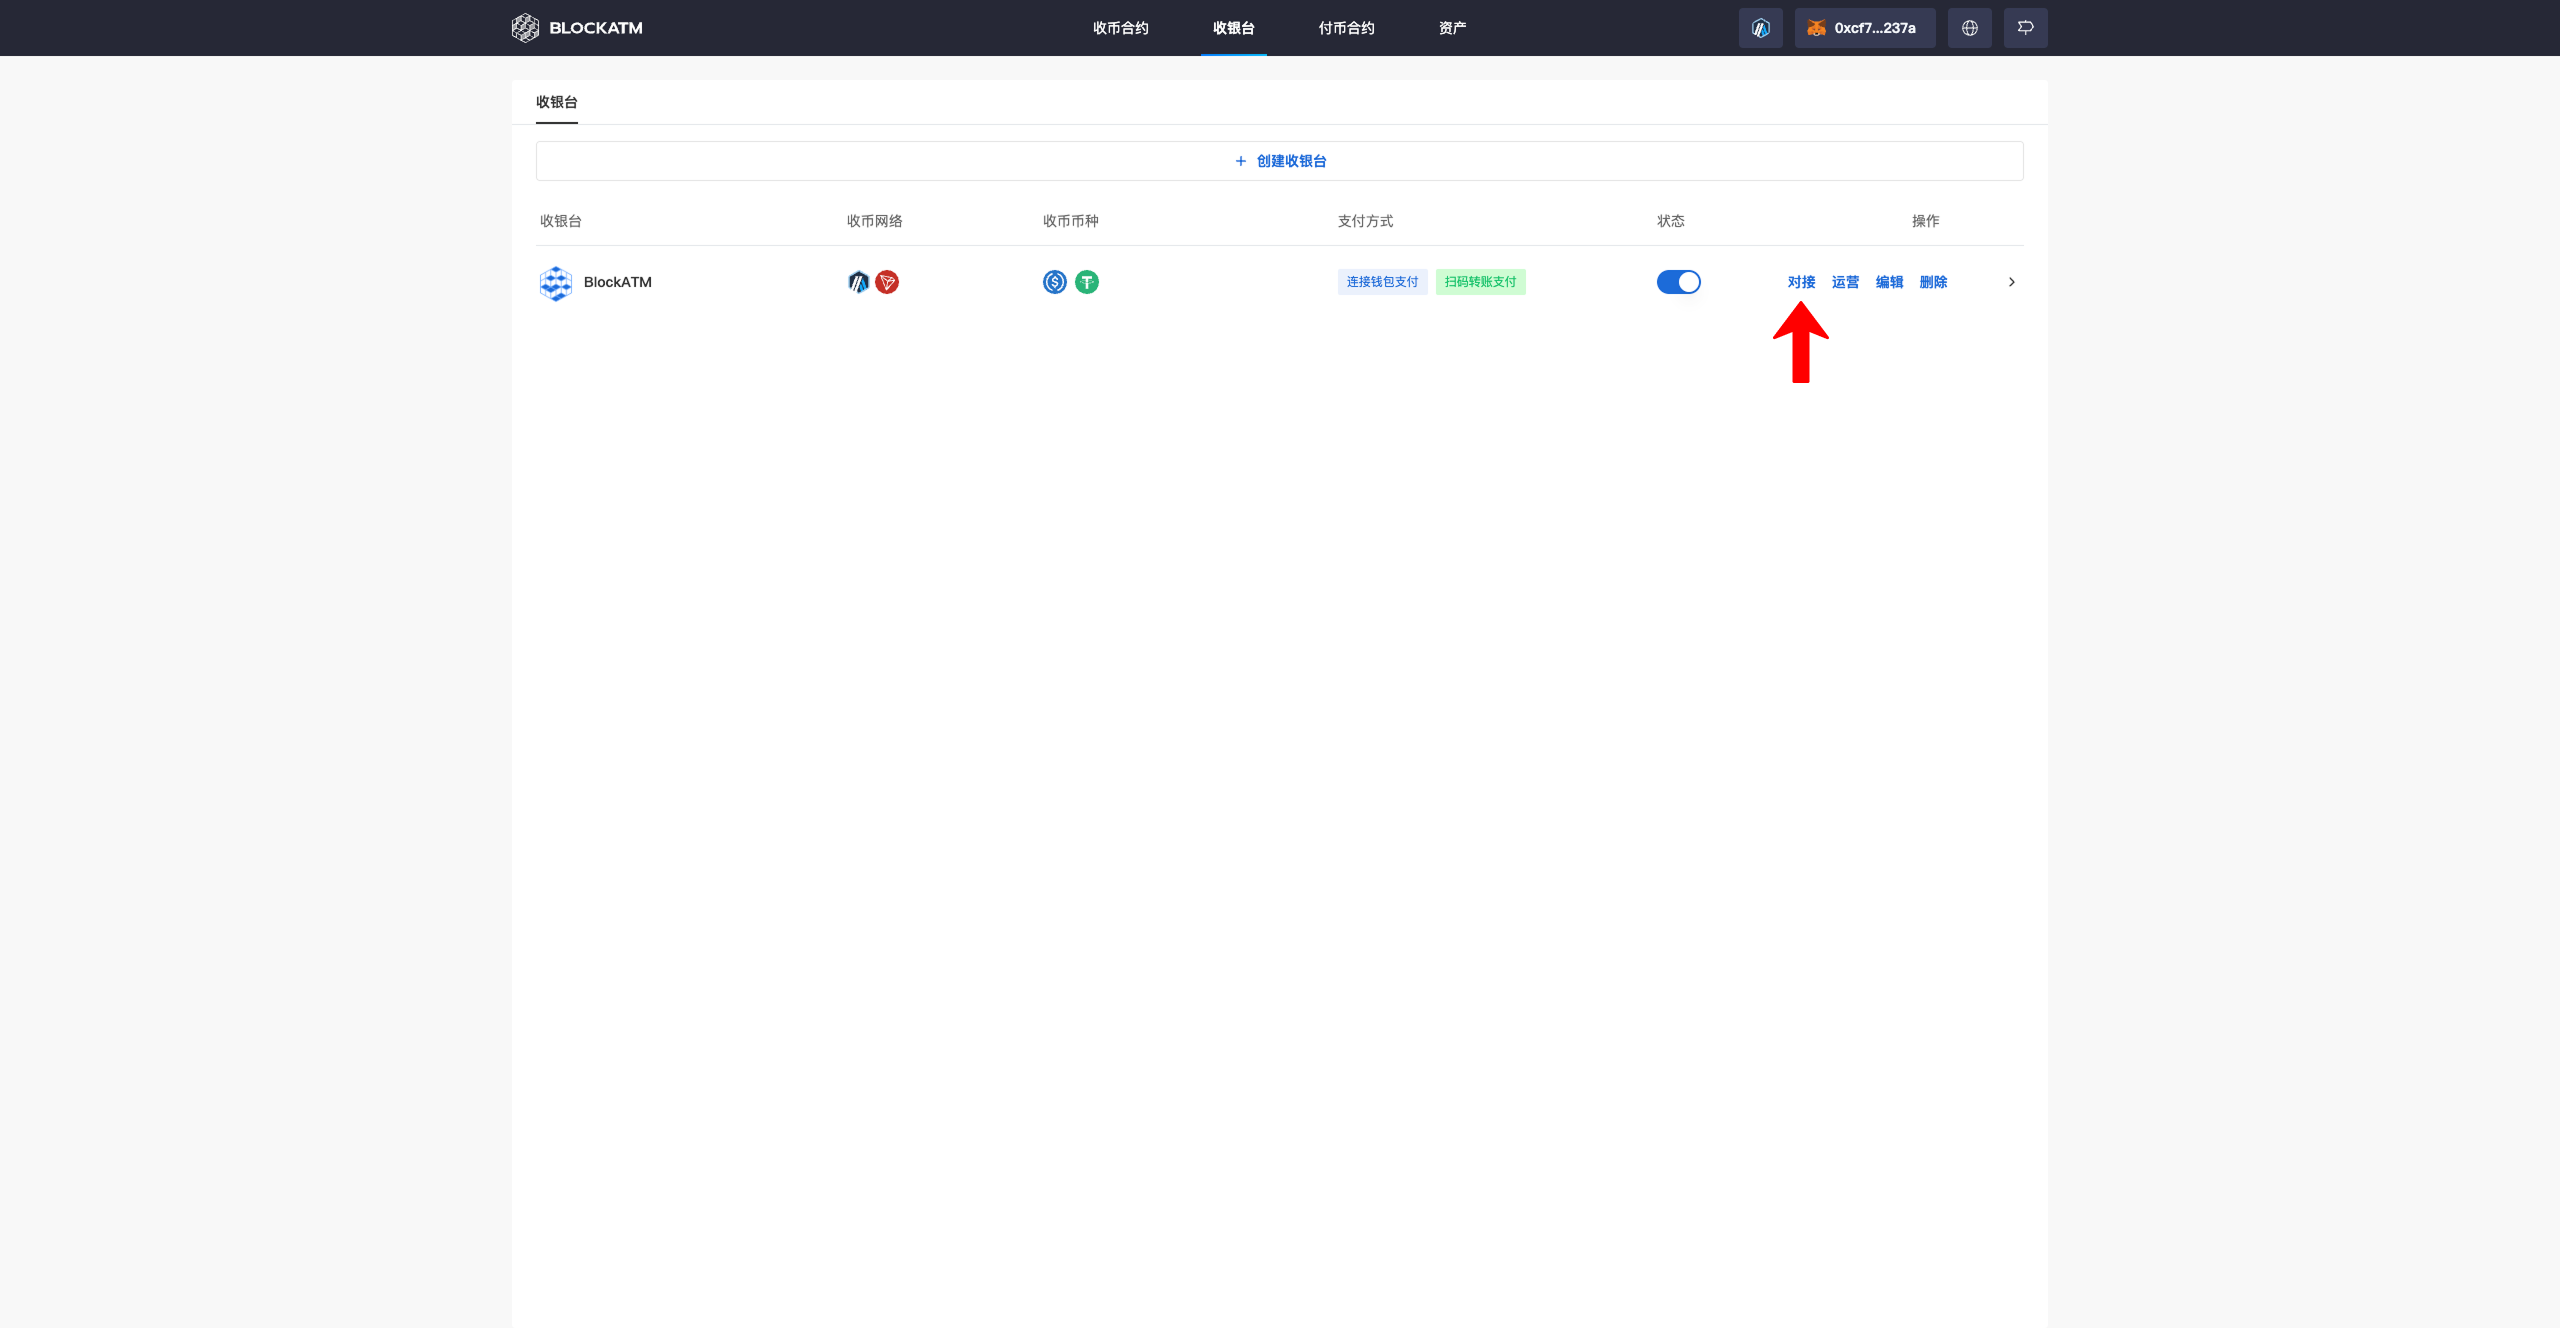 BLOCKATM 收币合约 收银台 付币合约 资产 0xcf7...237a
收银台
+ 创建收银台
收银台 收币网络 收币币种 支付方式 状态 操作
BlockATM 连接钱包支付 扫码转账支付 对接 运营 编辑 删除